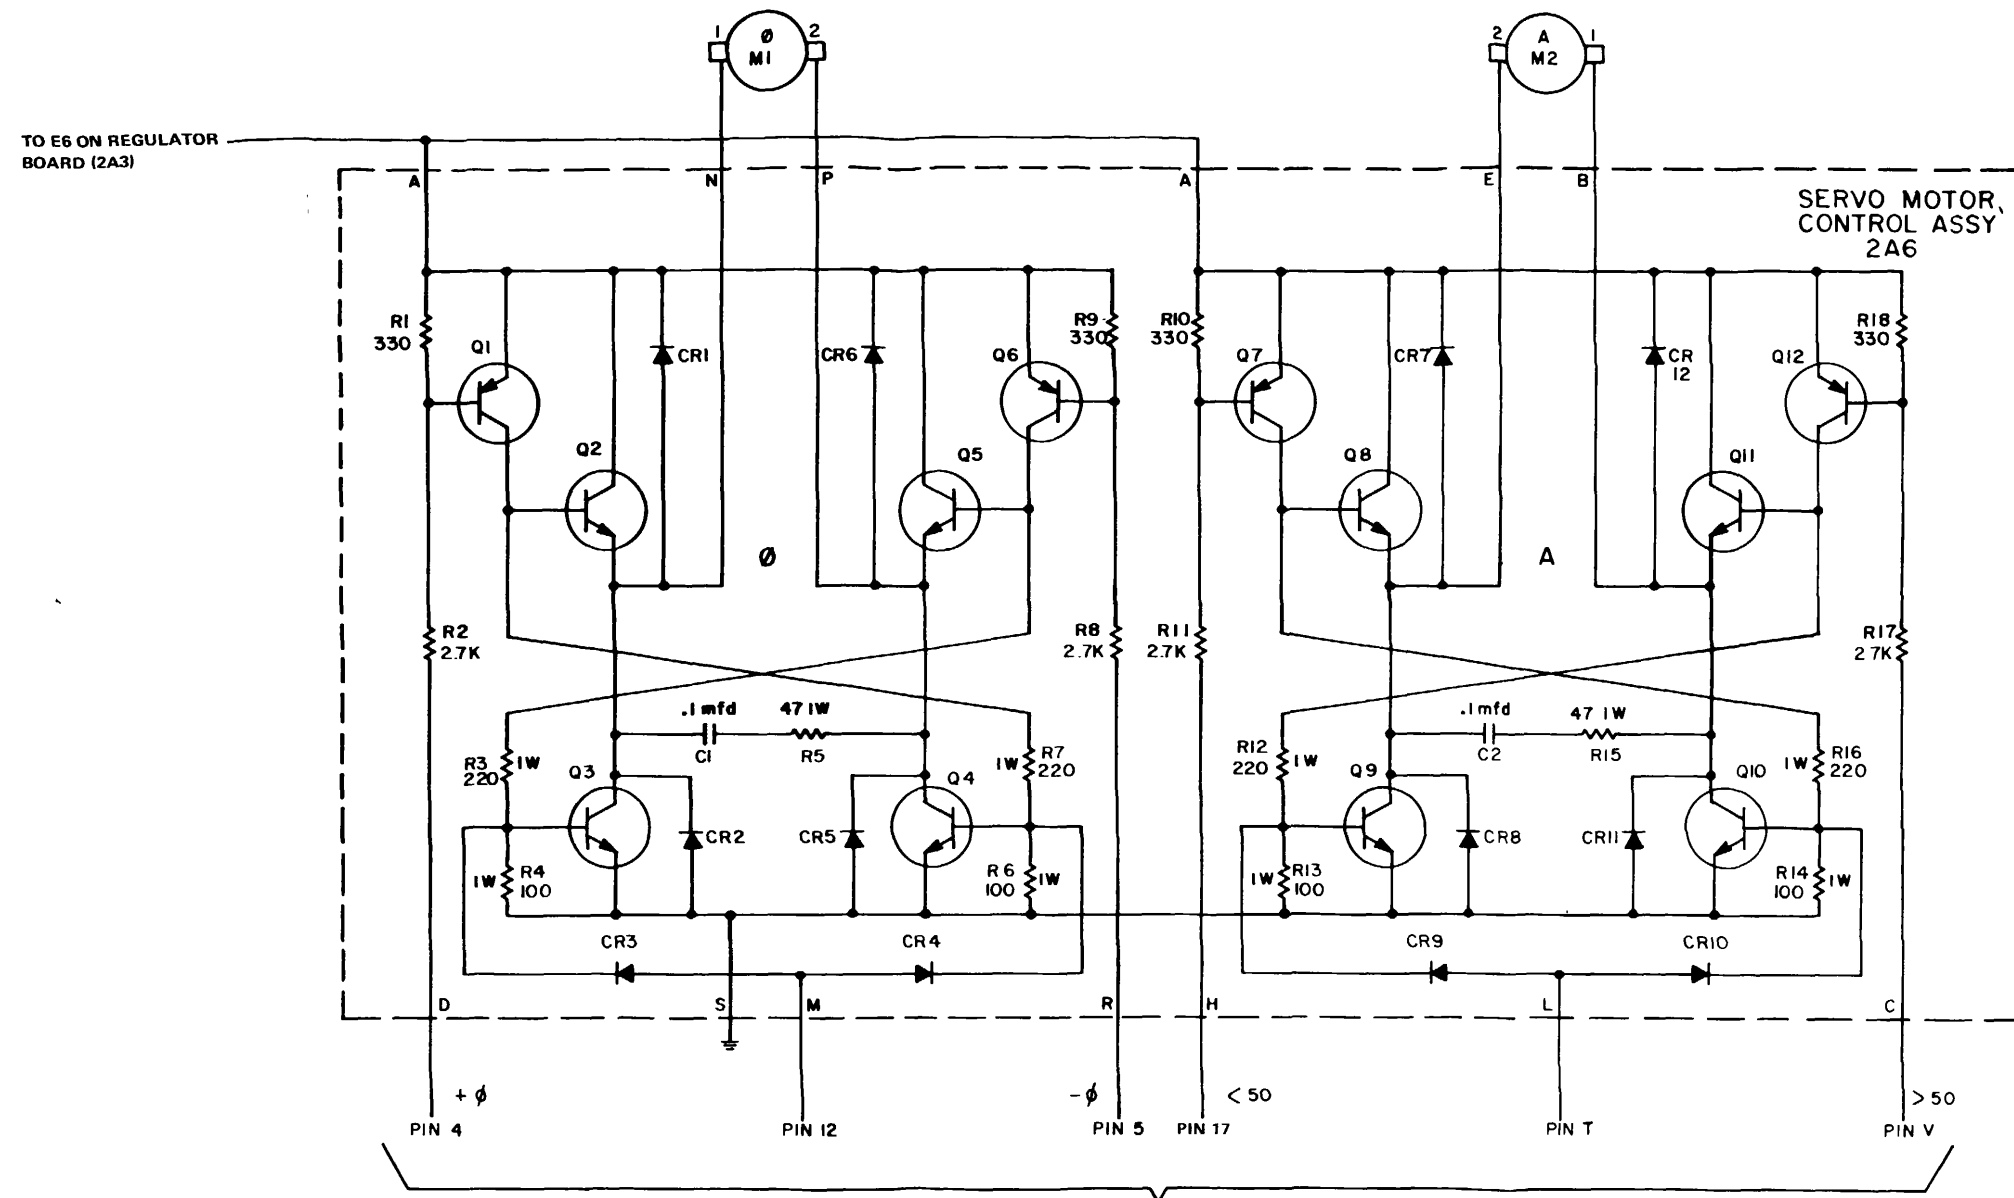 1 Ø M1 2
2 A M2 1
TO E6 ON REGULATOR
BOARD (2A3)
A N P A E B
SERVO MOTOR
CONTROL ASSY
2A6
R1
330
Q1
CR1
CR6
Q6
R9
330
R10
330
Q7
CR7
CR
12
Q12
R18
330
Q2
Q5
Q8
Q11
Ø
A
R2
2.7K
R8
2.7K
R11
2.7K
R17
2 7K
.1mfd
C1
47 1W
R5
.1mfd
C2
47 1W
R15
R3
220
1W
Q3
Q4
1W
R7
220
R12
220
1W
Q9
Q10
1W
R16
220
CR2
CR5
CR8
CR11
1W
R4
100
R6
100
1W
1W
R13
100
R14
100
1W
CR3
CR4
CR9
CR10
D S M R H L C
+ Ø
- Ø
< 50
> 50
PIN 4
PIN 12
PIN 5
PIN 17
PIN T
PIN V